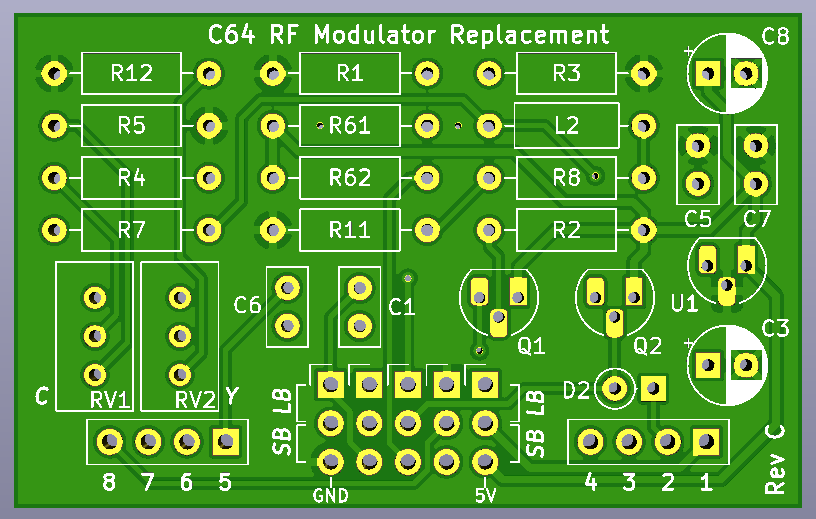 C64 RF Modulator Replacement
R12 R1 R3 C8
+
R5 R61 L2
R4 R62 R8
C5 C7
R7 R11 R2
C6 C1 U1
Q1 Q2 C3
+
C RV1 RV2 Y LB LB D2
SB SB Rev C
8 7 6 5 4 3 2 1
GND 5V